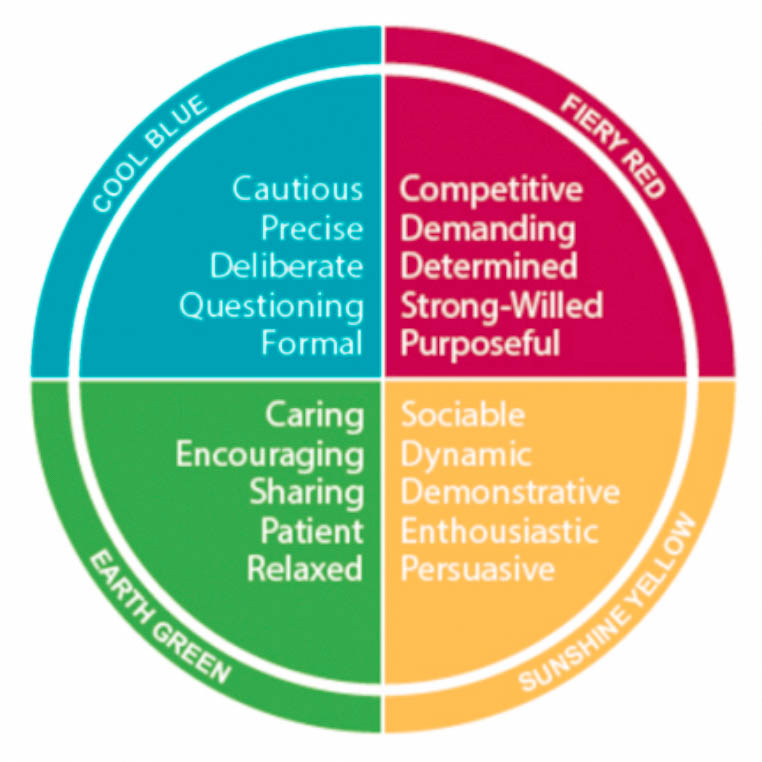 COOL BLUE
Cautious
Precise
Deliberate
Questioning
Formal
FIERY RED
Competitive
Demanding
Determined
Strong-Willed
Purposeful
EARTH GREEN
Caring
Encouraging
Sharing
Patient
Relaxed
SUNSHINE YELLOW
Sociable
Dynamic
Demonstrative
Enthousiastic
Persuasive